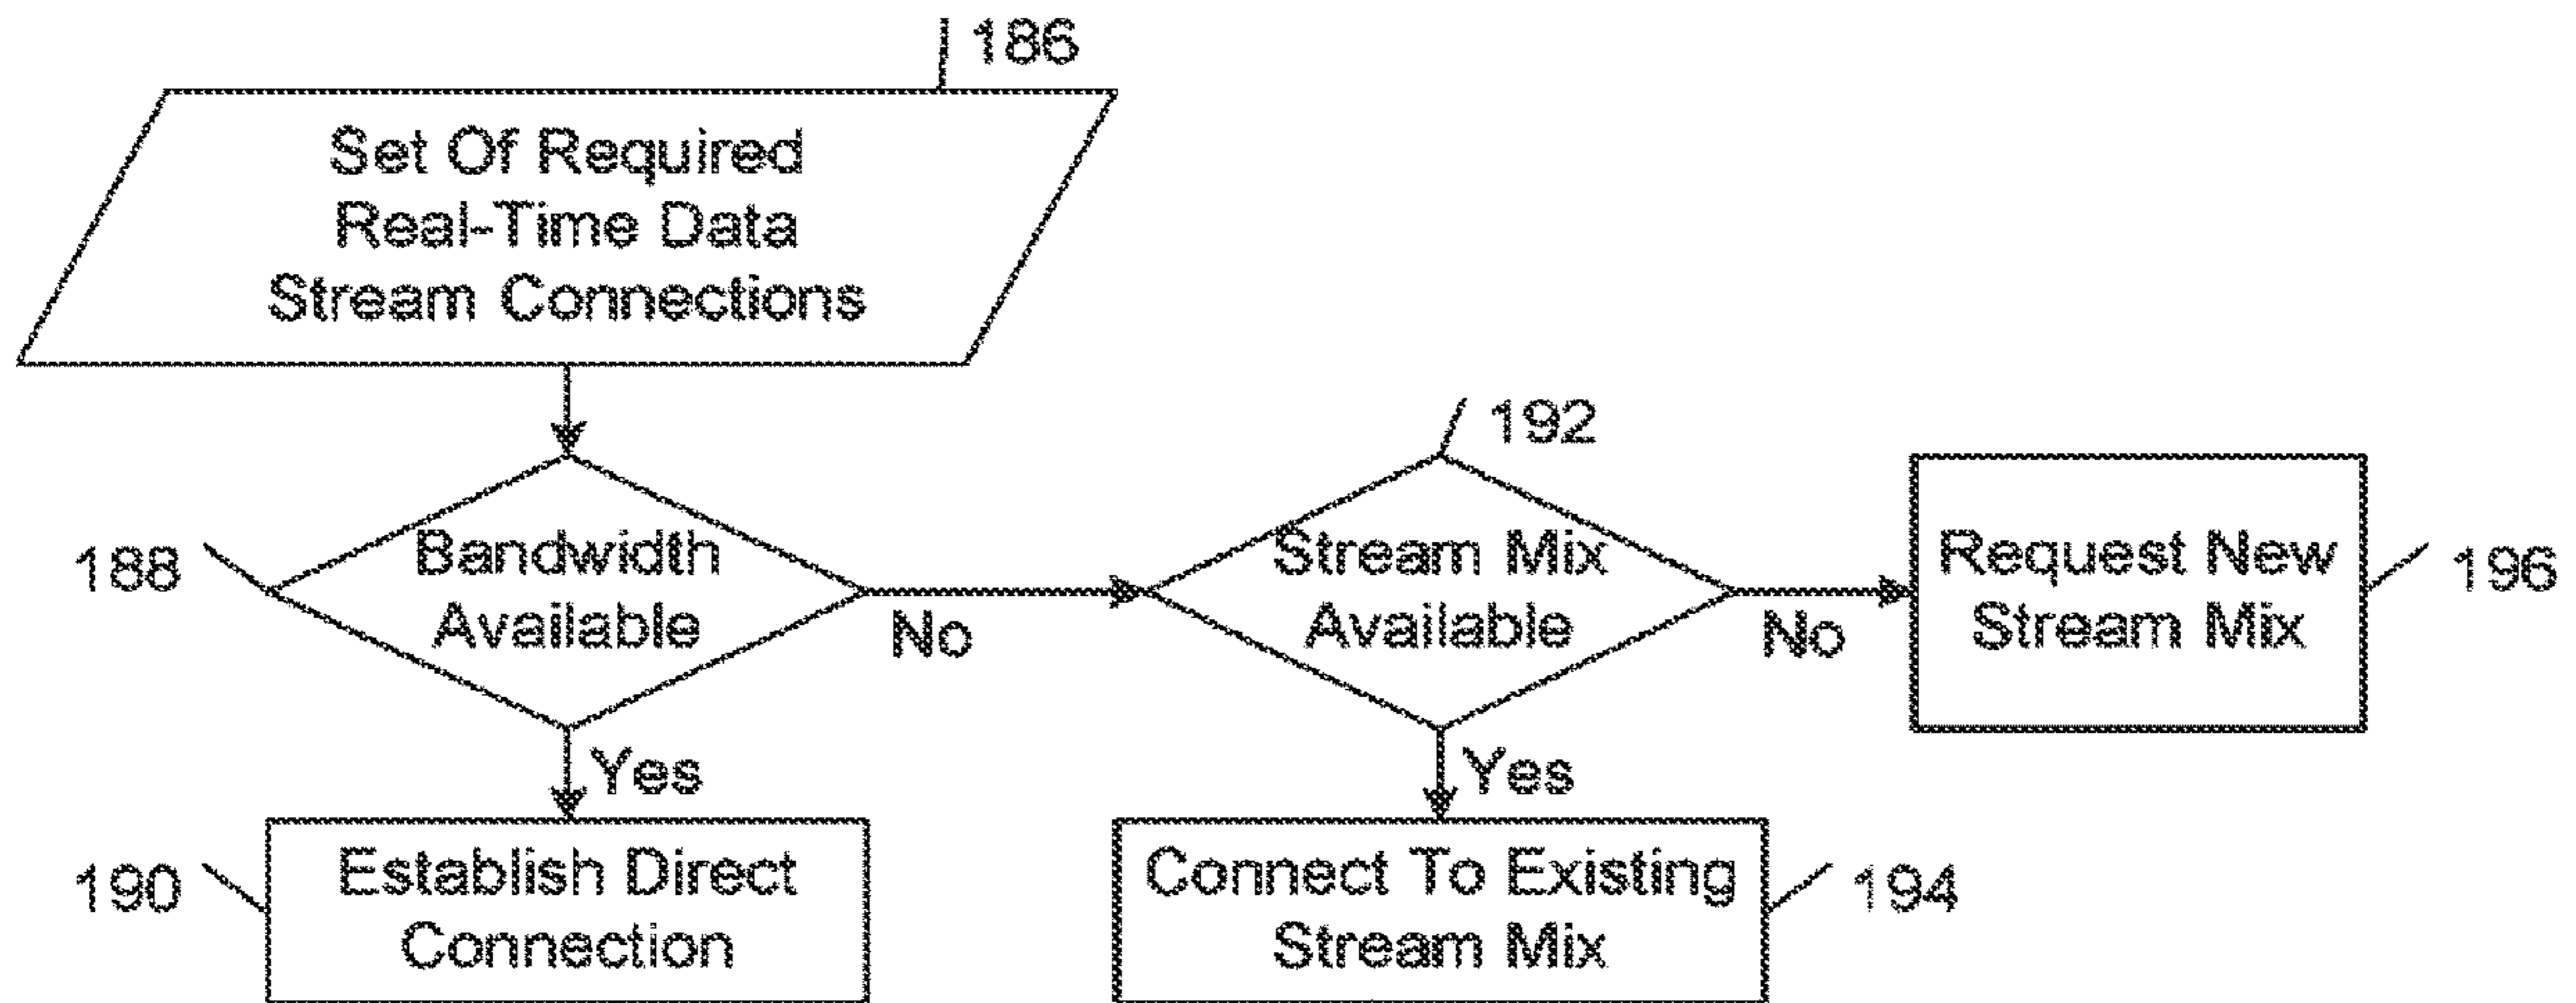 186
Set Of Required
Real-Time Data
Stream Connections
188
Bandwidth
Available
No
Yes
192
Stream Mix
Available
No
Yes
Request New
Stream Mix
196
190
Establish Direct
Connection
Connect To Existing
Stream Mix
194